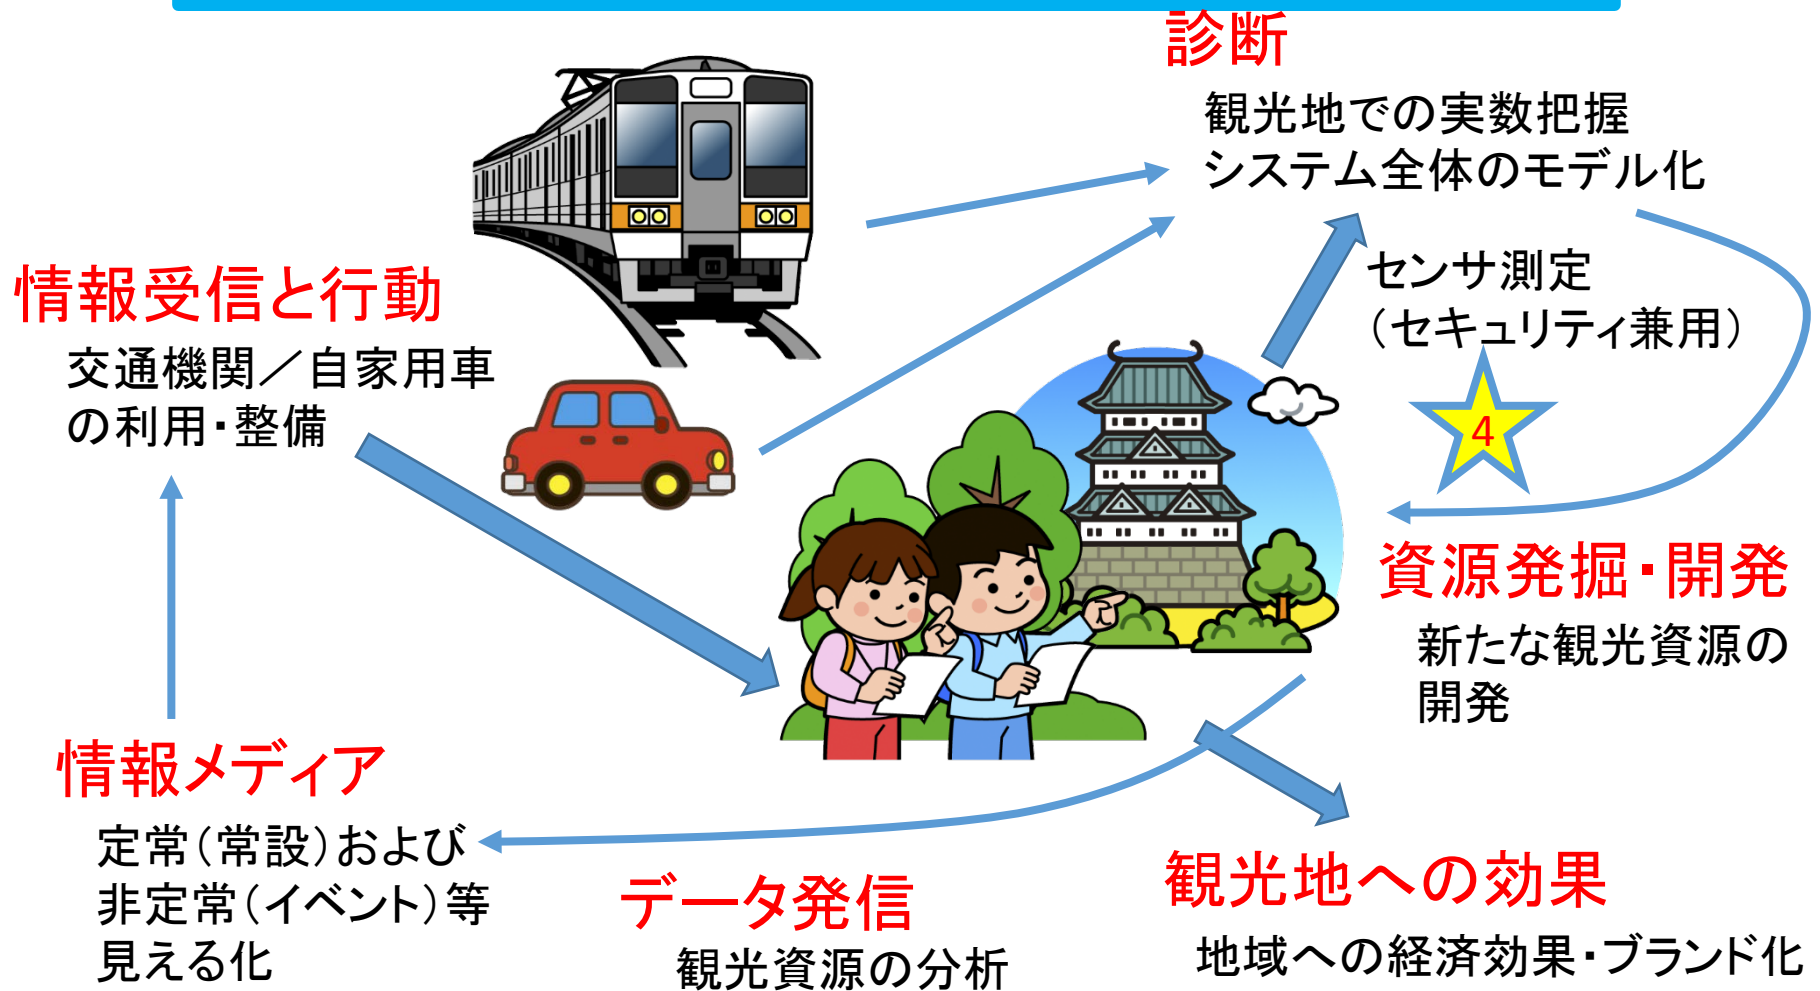 診断
観光地での実数把握
システム全体のモデル化
センサ測定
（セキュリティ兼用）
4
情報受信と行動
交通機関／自家用車
の利用・整備
資源発掘・開発
新たな観光資源の
開発
情報メディア
定常（常設）および
非定常（イベント）等
見える化
データ発信
観光資源の分析
観光地への効果
地域への経済効果・ブランド化